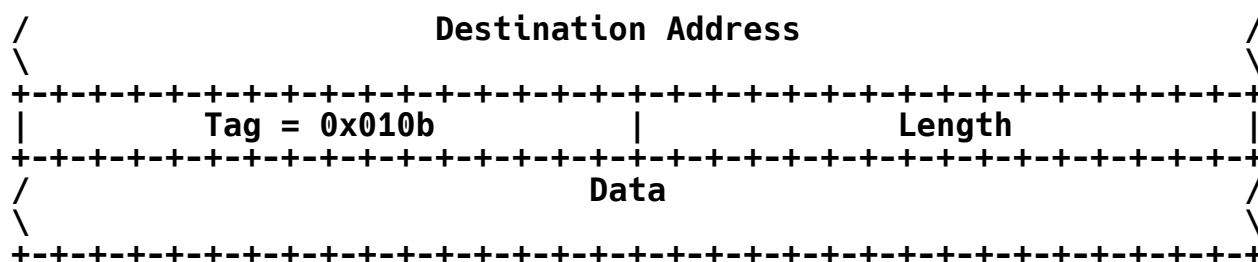 /                     Destination Address                       /
\                                                               \
+-+-+-+-+-+-+-+-+-+-+-+-+-+-+-+-+-+-+-+-+-+-+-+-+-+-+-+-+-+-+-+-+
|         Tag = 0x010b          |             Length            |
+-+-+-+-+-+-+-+-+-+-+-+-+-+-+-+-+-+-+-+-+-+-+-+-+-+-+-+-+-+-+-+-+
/                             Data                              /
\                                                               \
+-+-+-+-+-+-+-+-+-+-+-+-+-+-+-+-+-+-+-+-+-+-+-+-+-+-+-+-+-+-+-+-+